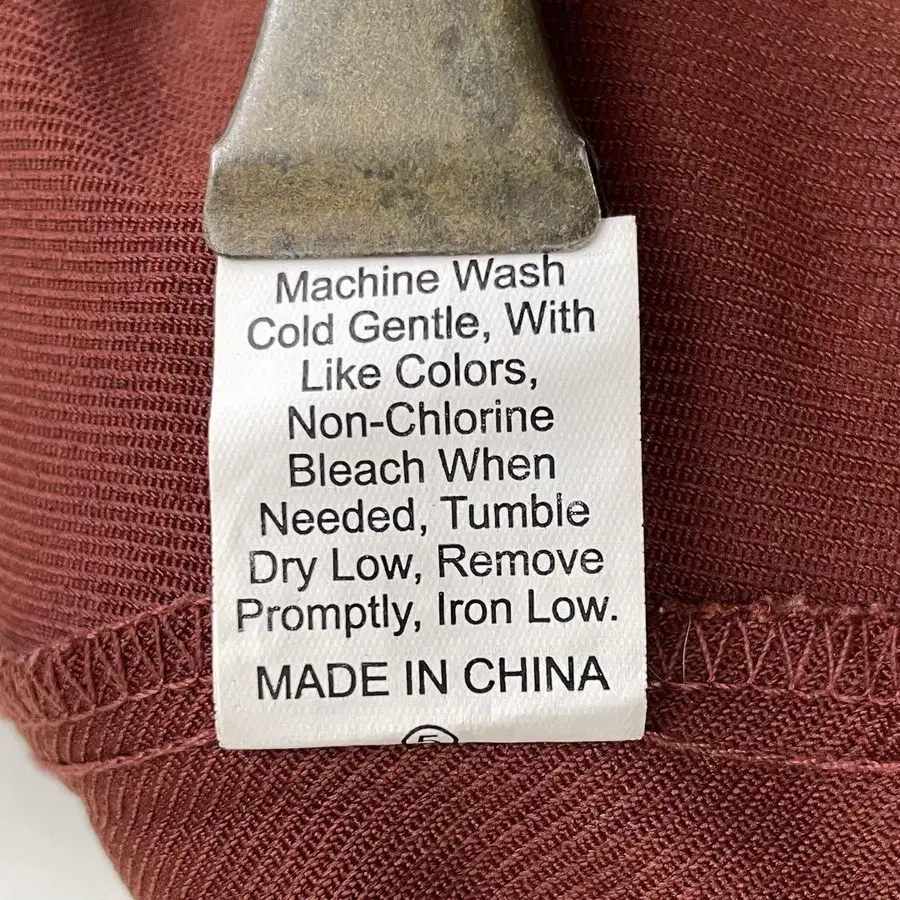 Machine Wash
Cold Gentle, With
Like Colors,
Non-Chlorine
Bleach When
Needed, Tumble
Dry Low, Remove
Promptly, Iron Low.
MADE IN CHINA